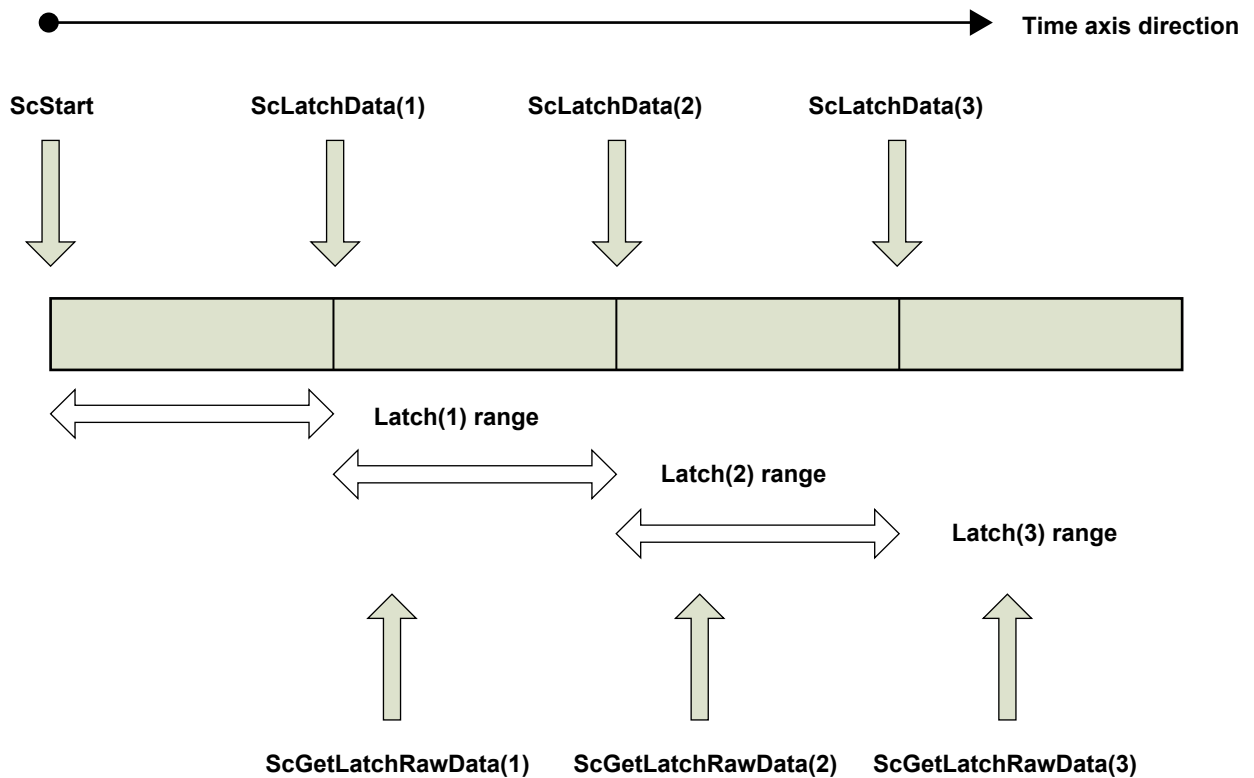 Time axis direction
ScStart
ScLatchData(1)
ScLatchData(2)
ScLatchData(3)
Latch(1) range
Latch(2) range
Latch(3) range
ScGetLatchRawData(1)
ScGetLatchRawData(2)
ScGetLatchRawData(3)